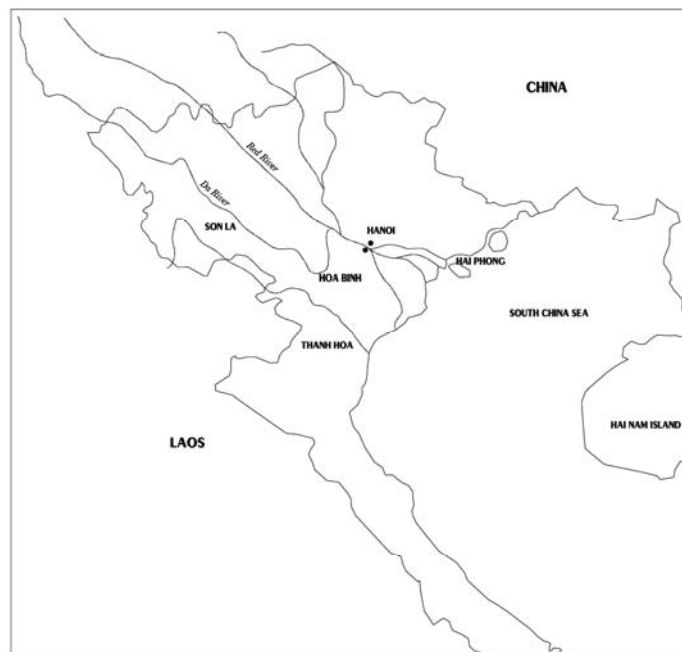 CHINA
Red River
Da River
SON LA
HANOI
HAI PHONG
HOA BINH
SOUTH CHINA SEA
THANH HOA
HAI NAM ISLAND
LAOS